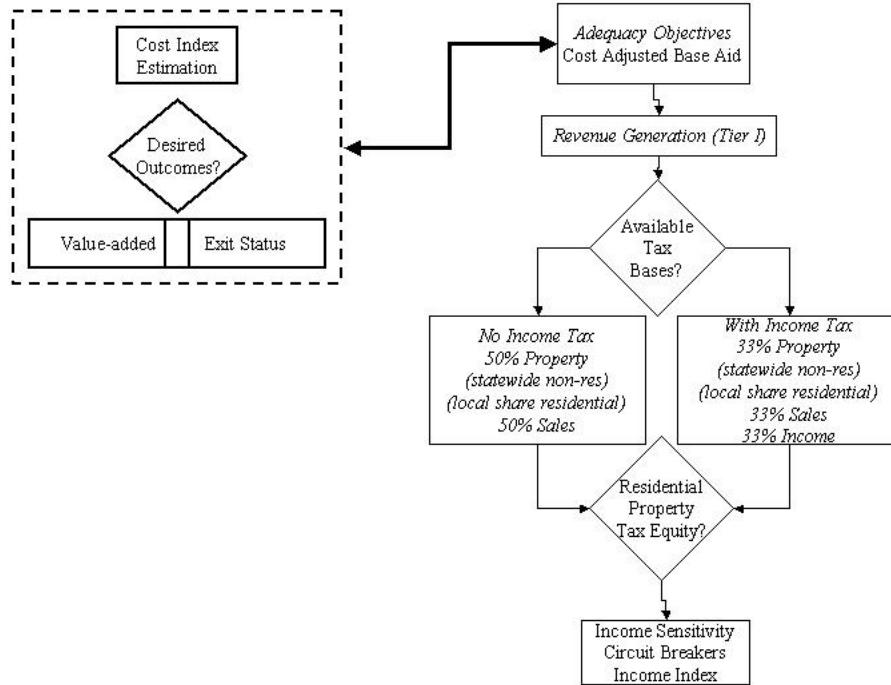 Cost Index
Estimation
Desired
Outcomes?
Value-added
Exit Status
Adequacy Objectives
Cost Adjusted Base Aid
Revenue Generation (Tier I)
Available
Tax
Bases?
No Income Tax
50% Property
(statewide non-res)
(local share residential)
50% Sales
With Income Tax
33% Property
(statewide non-res)
(local share residential)
33% Sales
33% Income
Residential
Property
Tax Equity?
Income Sensitivity
Circuit Breakers
Income Index